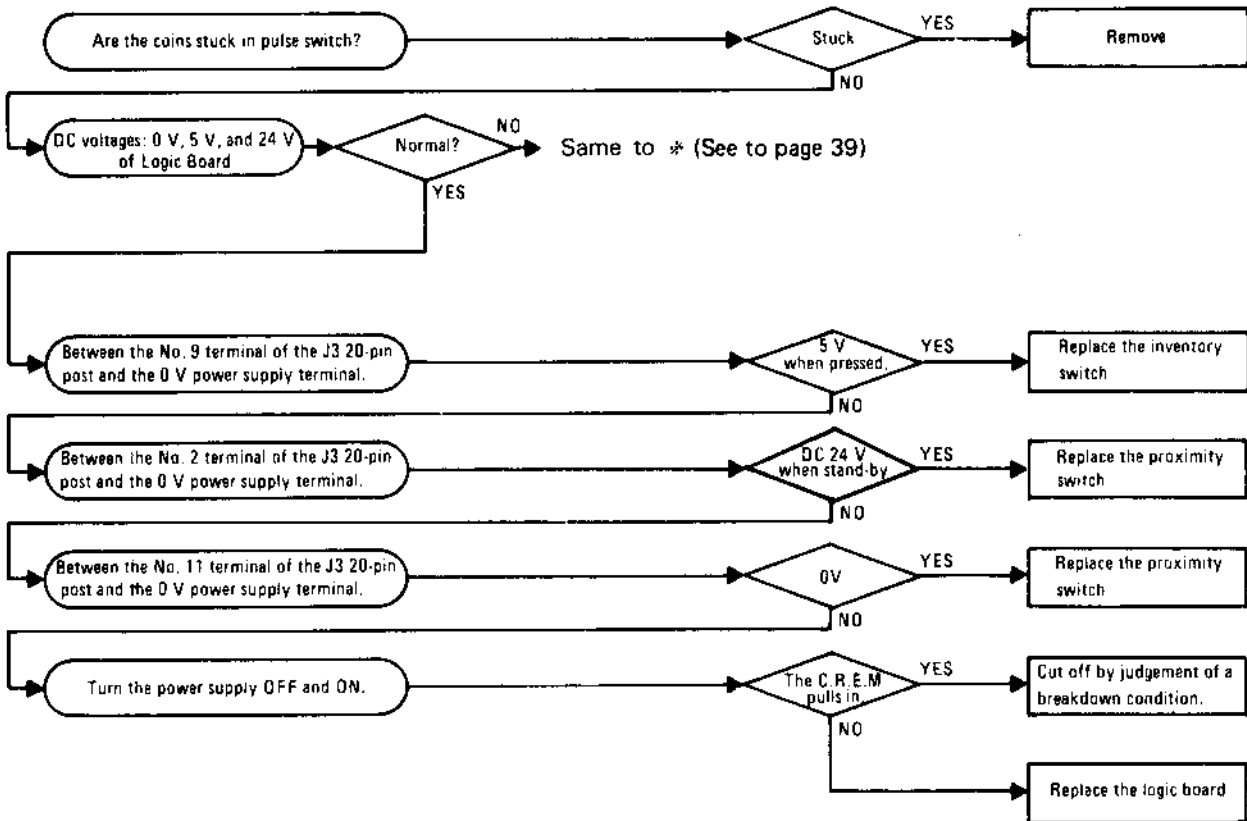 Are the coins stuck in pulse switch?
Stuck
YES
Remove
NO
DC voltages: 0 V, 5 V, and 24 V
of Logic Board
Normal?
NO
Same to * (See to page 39)
YES
Between the No. 9 terminal of the J3 20-pin
post and the 0 V power supply terminal.
5 V
when pressed.
YES
Replace the inventory
switch
NO
Between the No. 2 terminal of the J3 20-pin
post and the 0 V power supply terminal.
DC 24 V
when stand-by
YES
Replace the proximity
switch
NO
Between the No. 11 terminal of the J3 20-pin
post and the 0 V power supply terminal.
0V
YES
Replace the proximity
switch
NO
Turn the power supply OFF and ON.
The C.R.E.M
pulls in.
YES
Cut off by judgement of a
breakdown condition.
NO
Replace the logic board